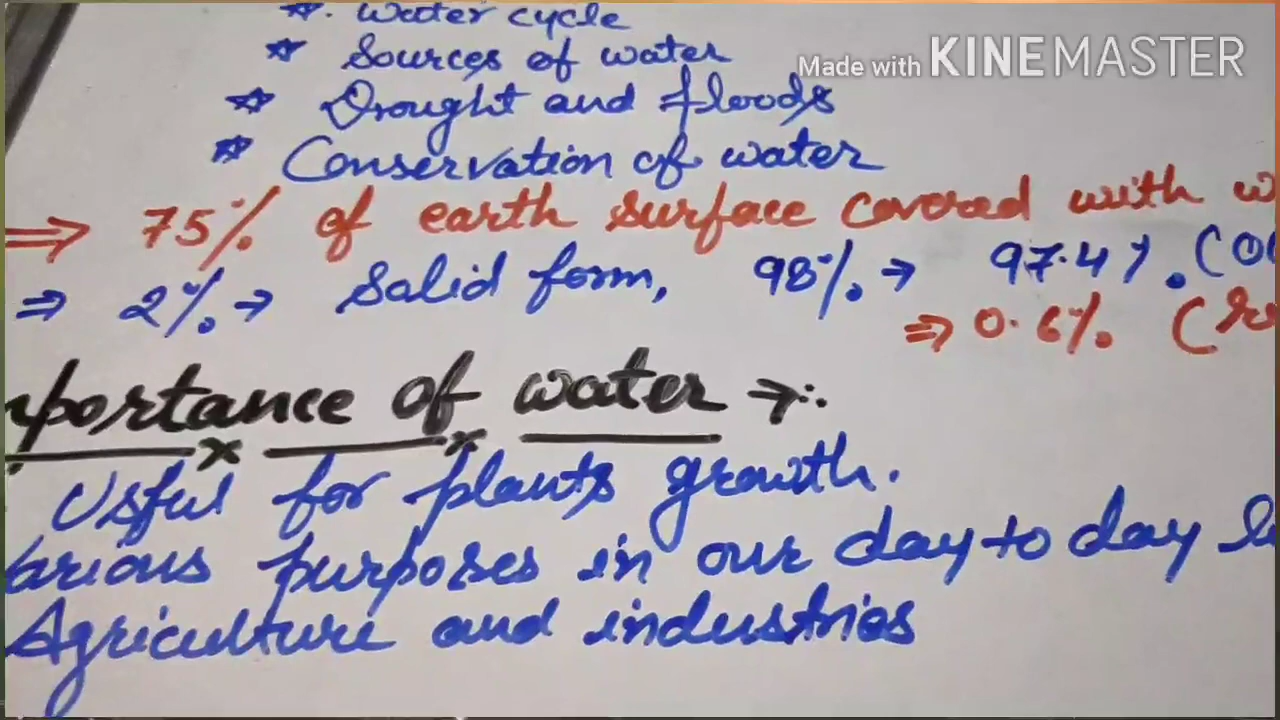 ☆. Water cycle
☆ Sources of water
☆ Drought and floods
☆ Conservation of water
Made with KINEMASTER
⇒ 75% of earth surface covered with
⇒ 2% → Salid form, 98% → 97.4%. (
⇒ 0.6% (
mportance of water →:.
Usful for plants growth.
arious purposes in our day to day
Agriculture and industries